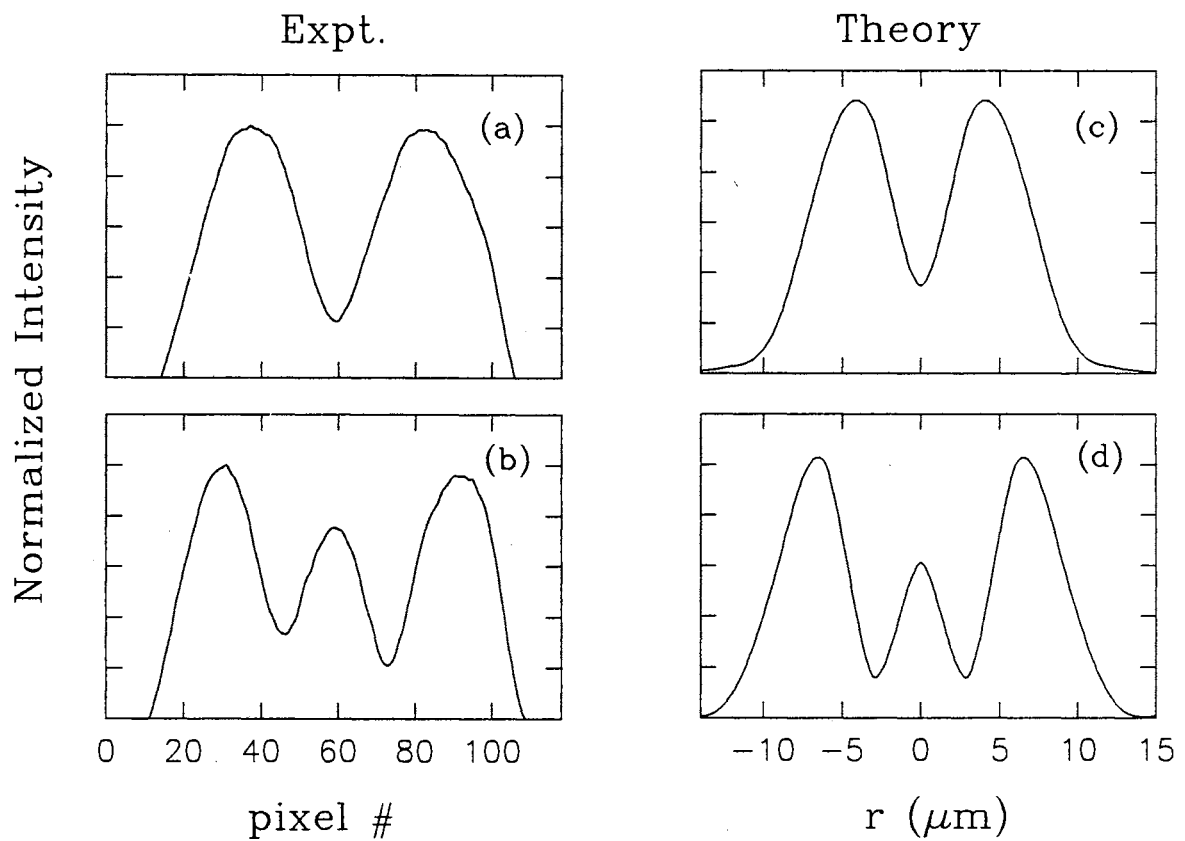 Expt.
Theory
Normalized Intensity
(a)
(c)
(b)
(d)
0 20 40 60 80 100
−10 −5 0 5 10 15
pixel #
r (μm)